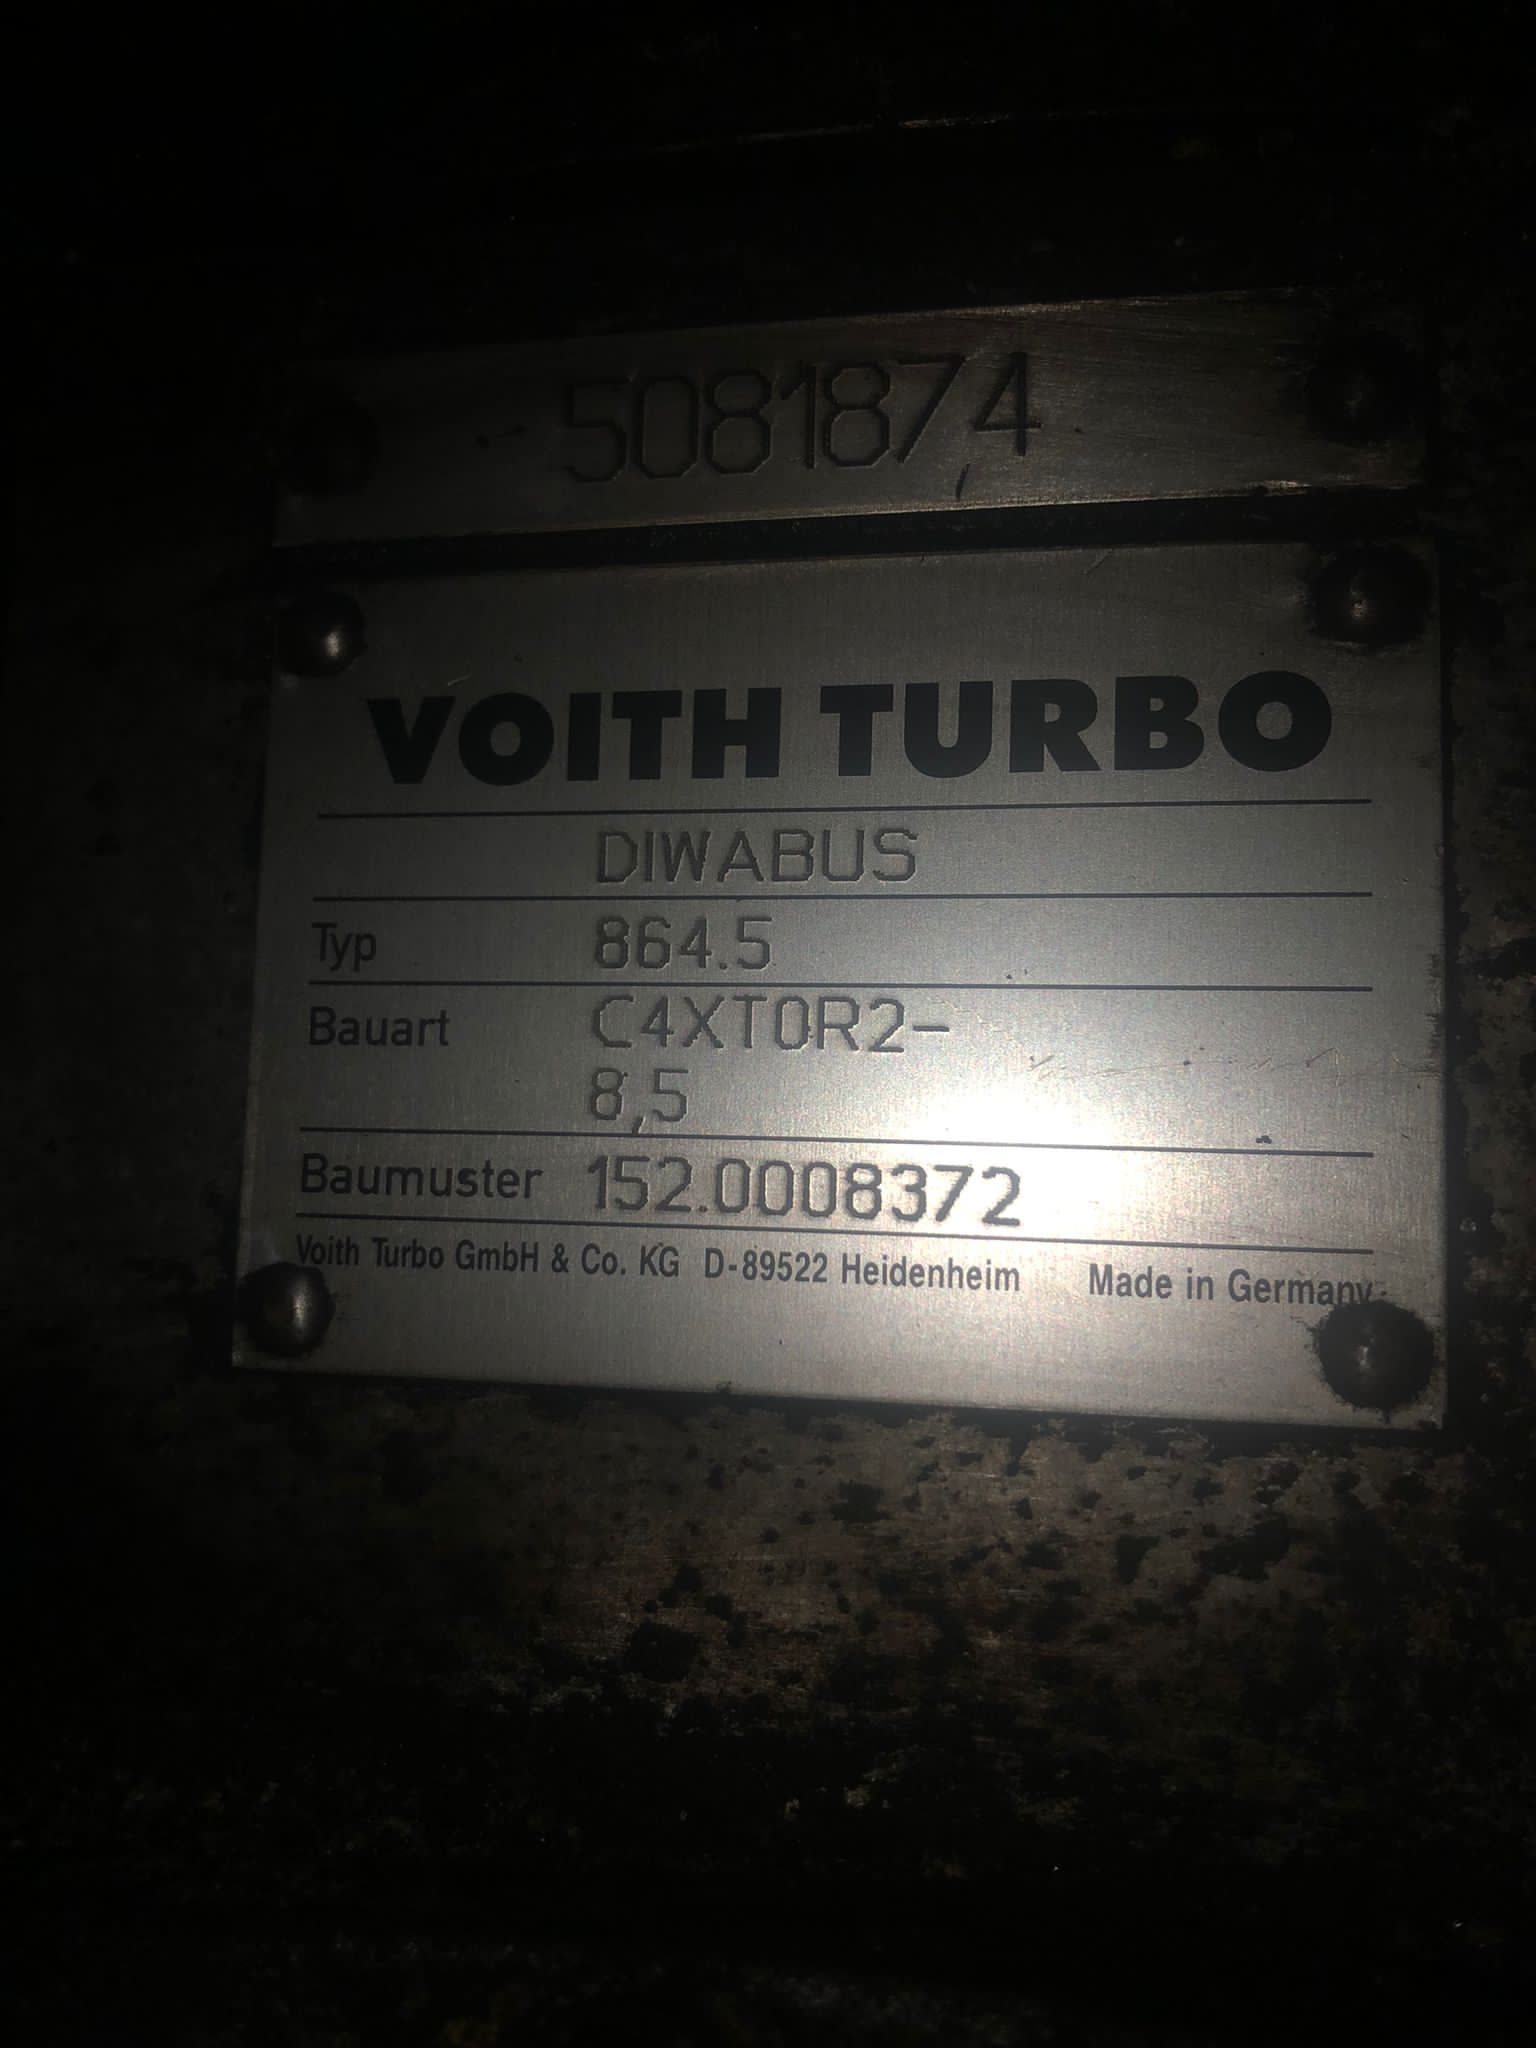 5081874
VOITH TURBO
DIWABUS
Typ 864.5
Bauart C4XT0R2-
8,5
Baumuster 152.0008372
Voith Turbo GmbH & Co. KG D-89522 Heidenheim Made in Germany